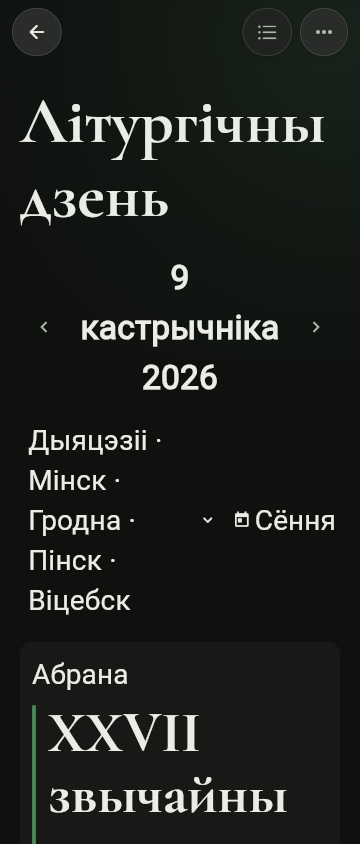 Літургічны
дзень
9
кастрычніка
2026
Дыяцэзіі ·
Мінск ·
Гродна ·
Сёння
Пінск ·
Віцебск
Абрана
XXVII
звычайны